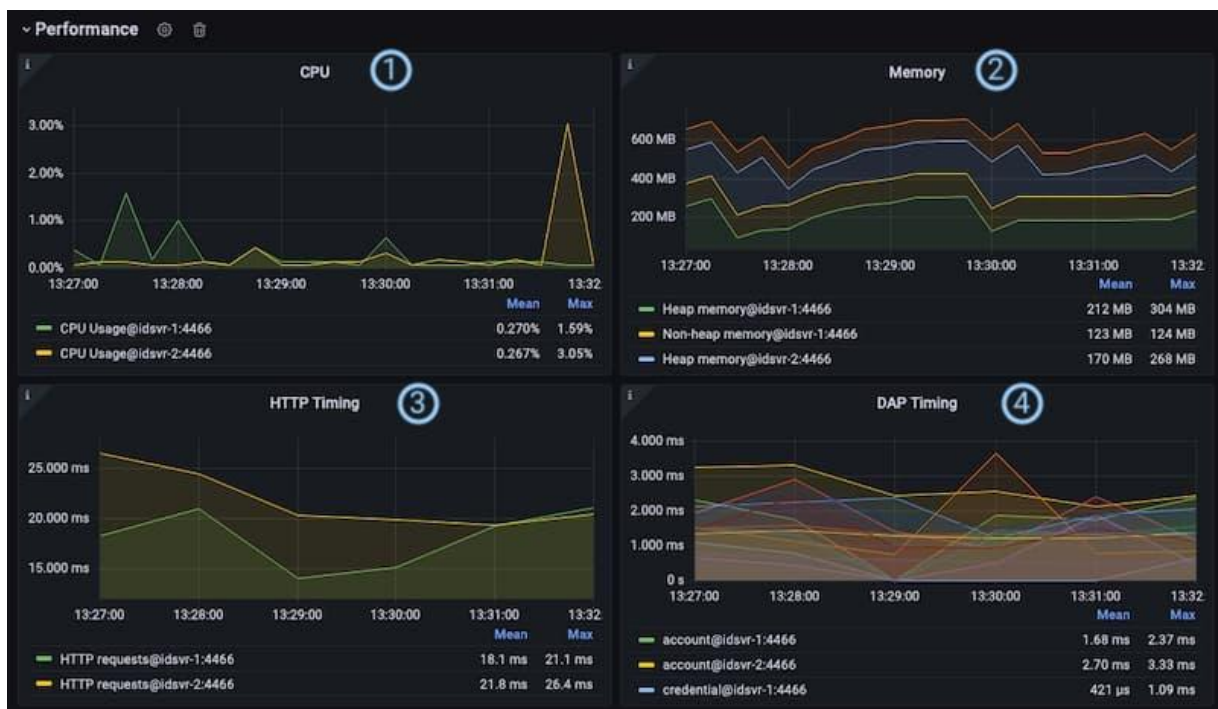 Performance
i
CPU
1
3.00%
2.00%
1.00%
0.00%
13:27:00 13:28:00 13:29:00 13:30:00 13:31:00 13:32
Mean Max
CPU Usage@idsvr-1:4466 0.270% 1.59%
CPU Usage@idsvr-2:4466 0.267% 3.05%
i
Memory
2
600 MB
400 MB
200 MB
13:27:00 13:28:00 13:29:00 13:30:00 13:31:00 13:32
Mean Max
Heap memory@idsvr-1:4466 212 MB 304 MB
Non-heap memory@idsvr-1:4466 123 MB 124 MB
Heap memory@idsvr-2:4466 170 MB 268 MB
i
HTTP Timing
3
25.000 ms
20.000 ms
15.000 ms
13:27:00 13:28:00 13:29:00 13:30:00 13:31:00 13:32
Mean Max
HTTP requests@idsvr-1:4466 18.1 ms 21.1 ms
HTTP requests@idsvr-2:4466 21.8 ms 26.4 ms
i
DAP Timing
4
4.000 ms
3.000 ms
2.000 ms
1.000 ms
0 s
13:27:00 13:28:00 13:29:00 13:30:00 13:31:00 13:32
Mean Max
account@idsvr-1:4466 1.68 ms 2.37 ms
account@idsvr-2:4466 2.70 ms 3.33 ms
credential@idsvr-1:4466 421 µs 1.09 ms